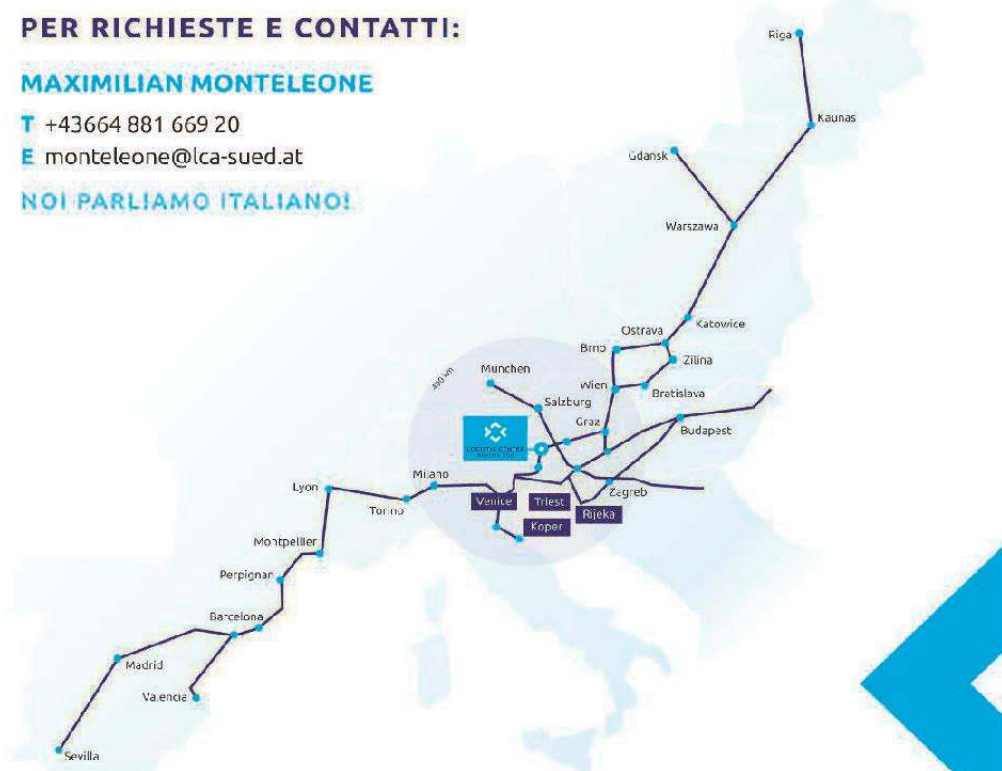 PER RICHIESTE E CONTATTI:
MAXIMILIAN MONTELEONE
T +43664 881 669 20
E monteleone@lca-sued.at
NOI PARLIAMO ITALIANO!
Riga
Kaunas
Gdansk
Warszawa
Katowice
Ostrava
Brno
Zilina
Wien
Bratislava
Munchen
Salzburg
Graz
Budapest
LOGISTIC CENTER
Milano
Lyon
Torino
Venice
Triest
Zagreb
Rijeka
Koper
Montpellier
Perpignan
Barcelona
Madrid
Valencia
Sevilla